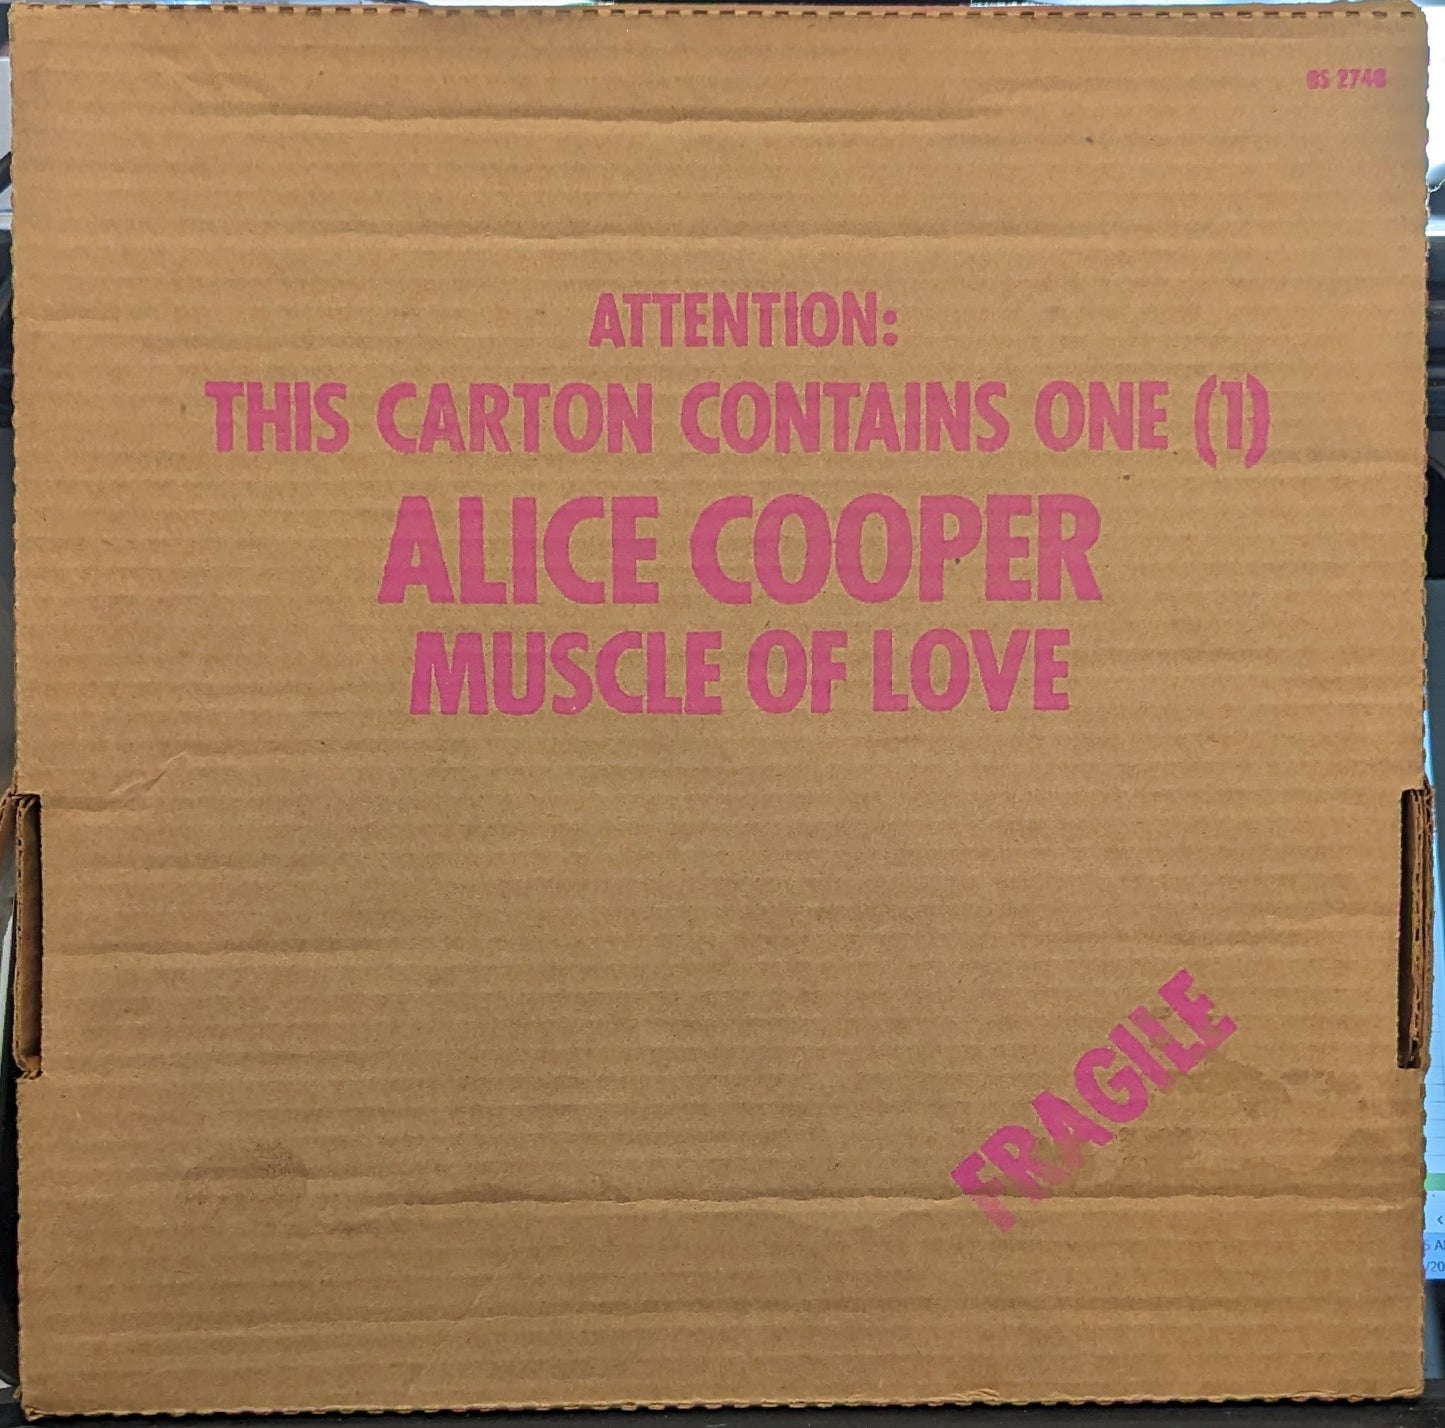 BS 2748
ATTENTION:
THIS CARTON CONTAINS ONE (1)
ALICE COOPER
MUSCLE OF LOVE
FRAGILE